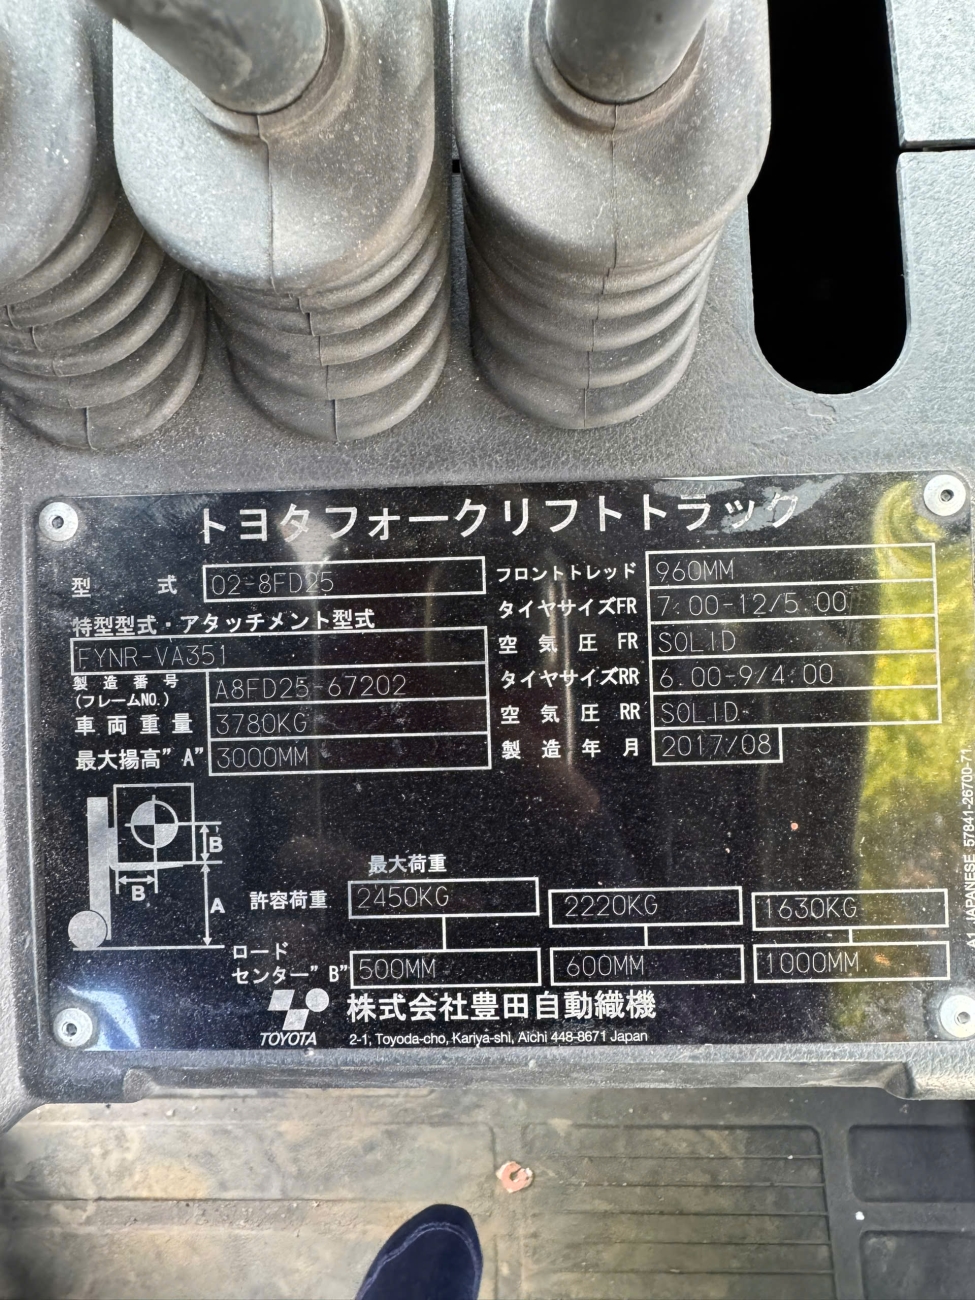 トヨタフォークリフトトラック
型 式 02-8FD25
特型型式・アタッチメント型式
FYNR-VA351
製造番号
(フレームNO.) A8FD25-67202
車両重量 3780KG
最大揚高"A" 3000MM
フロントトレッド 960MM
タイヤサイズFR 7.00-12/5.00
空気圧 FR SOLID
タイヤサイズRR 6.00-9/4.00
空気圧 RR SOLID
製造年月 2017/08
B
B
A
最大荷重
許容荷重 2450KG 2220KG 1630KG
ロード
センター"B" 500MM 600MM 1000MM
TOYOTA 株式会社豊田自動織機
2-1, Toyoda-cho, Kariya-shi, Aichi 448-8671 Japan
JAPANESE 57841-26700-71